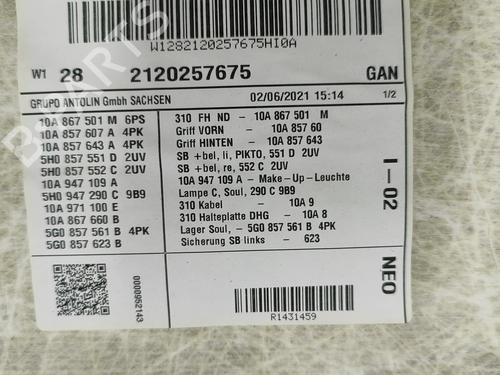 W1282120257675HI0A
W1 28 2120257675 GAN
GRUPO ANTOLIN GmbH SACHSEN 02/06/2021 15:14 1/2
10A 867 501 M 6PS
10A 857 607 A 4PK
10A 857 643 A 4PK
5H0 857 551 D 2UV
5H0 857 552 C 2UV
10A 947 109 A
5H0 947 290 C 9B9
10A 971 100 E
10A 867 660 B
5G0 857 561 B 4PK
5G0 857 623 B
310 FH ND - 10A 867 501 M
Griff VORN - 10A 857 60
Griff HINTEN - 10A 857 643
SB +bel, li, PIKTO, 551 D 2UV
SB +bel, re, 552 C 2UV
10A 947 109 A - Make-Up-Leuchte
Lampe C, Soul, 290 C 9B9
310 Kabel - 10A 9
310 Halteplatte DHG - 10A 8
Lager Soul, - 5G0 857 561 B 4PK
Sicherung SB links - 623
I-02
NEO
0000952143
R1431459
B-PARTS